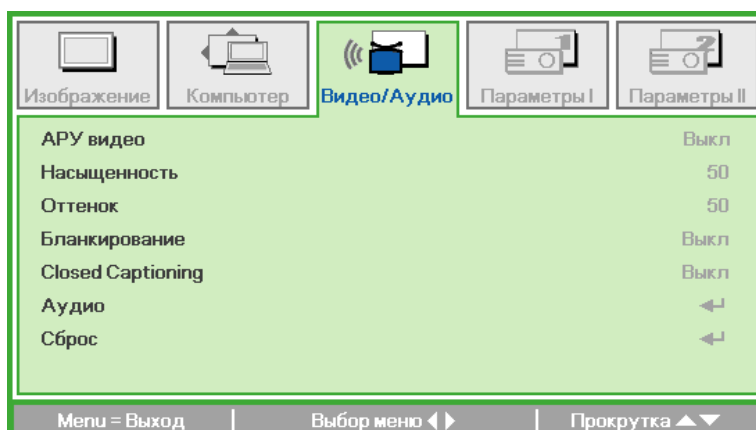 Изображение
Компьютер
Видео/Аудио
Параметры I
Параметры II
АРУ видео Выкл
Насыщенность 50
Оттенок 50
Бланкирование Выкл
Closed Captioning Выкл
Аудио
Сброс
Menu = Выход | Выбор меню | Прокрутка